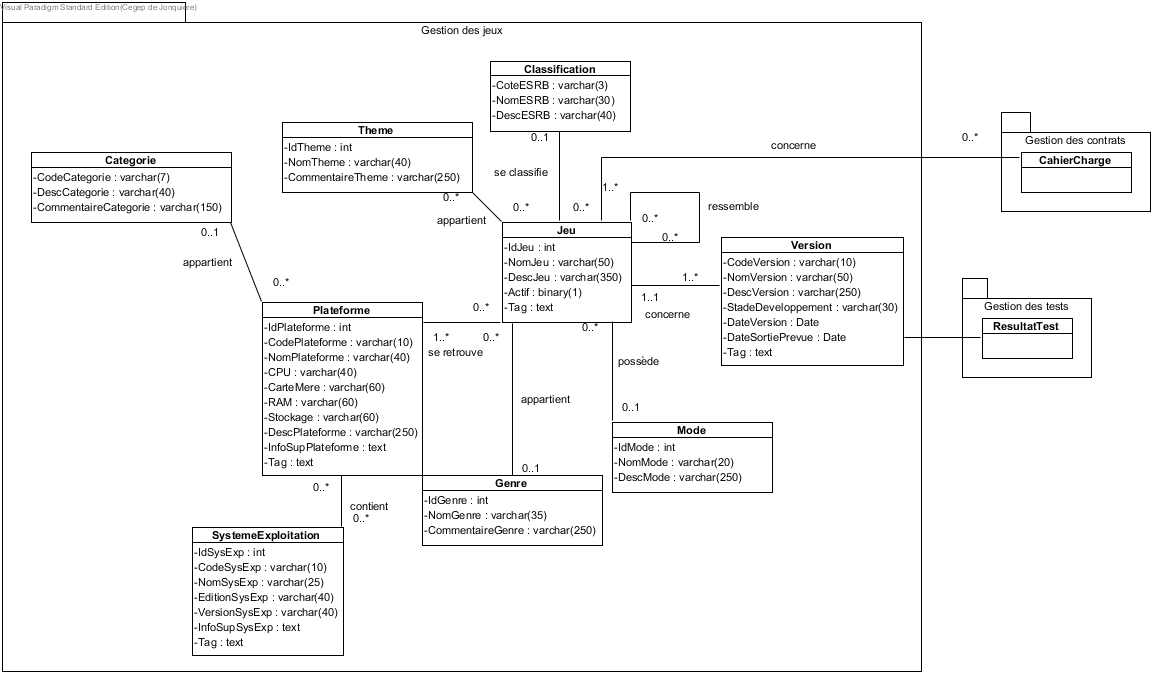 Visual Paradigm Standard Edition(Cegep de Jonquiere)
Gestion des jeux
Classification
-CoteESRB : varchar(3)
-NomESRB : varchar(30)
-DescESRB : varchar(40)
0..1
se classifie
0..*
Theme
-IdTheme : int
-NomTheme : varchar(40)
-CommentaireTheme : varchar(250)
0..*
appartient
0..*
Categorie
-CodeCategorie : varchar(7)
-DescCategorie : varchar(40)
-CommentaireCategorie : varchar(150)
0..1
appartient
0..*
concerne
0..*
1..*
Gestion des contrats
CahierCharge
ressemble
0..*
0..*
Jeu
-IdJeu : int
-NomJeu : varchar(50)
-DescJeu : varchar(350)
-Actif : binary(1)
-Tag : text
1..*
1..1
concerne
Version
-CodeVersion : varchar(10)
-NomVersion : varchar(50)
-DescVersion : varchar(250)
-StadeDeveloppement : varchar(30)
-DateVersion : Date
-DateSortiePrevue : Date
-Tag : text
Gestion des tests
ResultatTest
Plateforme
-IdPlateforme : int
-CodePlateforme : varchar(10)
-NomPlateforme : varchar(40)
-CPU : varchar(40)
-CarteMere : varchar(60)
-RAM : varchar(60)
-Stockage : varchar(60)
-DescPlateforme : varchar(250)
-InfoSupPlateforme : text
-Tag : text
0..*
1..*
se retrouve
0..*
appartient
0..1
0..*
possède
0..1
Mode
-IdMode : int
-NomMode : varchar(20)
-DescMode : varchar(250)
Genre
-IdGenre : int
-NomGenre : varchar(35)
-CommentaireGenre : varchar(250)
0..*
contient
0..*
SystemeExploitation
-IdSysExp : int
-CodeSysExp : varchar(10)
-NomSysExp : varchar(25)
-EditionSysExp : varchar(40)
-VersionSysExp : varchar(40)
-InfoSupSysExp : text
-Tag : text